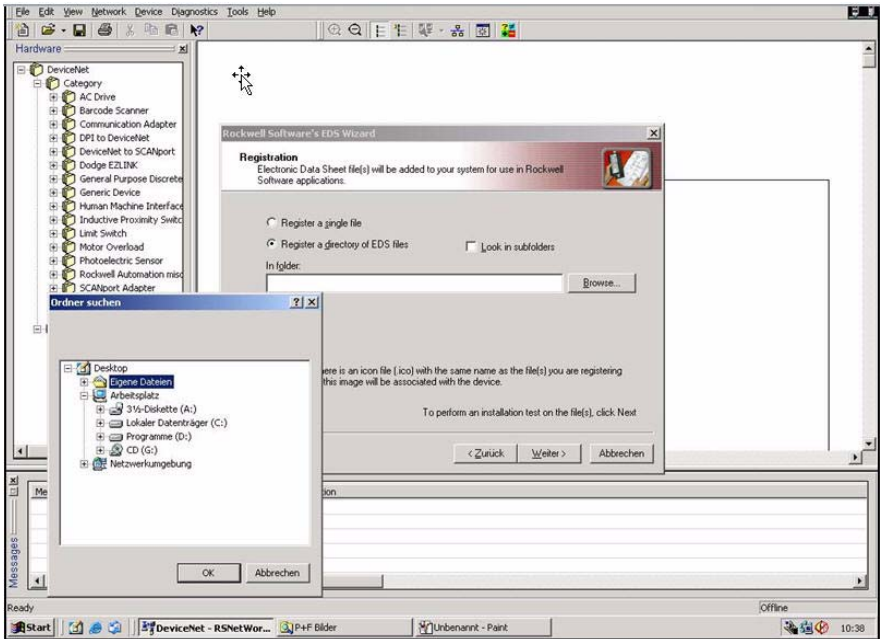 File Edit View Network Device Diagnostics Tools Help
Hardware
DeviceNet
Category
AC Drive
Barcode Scanner
Communication Adapter
DPI to DeviceNet
DeviceNet to SCANport
Dodge EZLINK
General Purpose Discrete
Generic Device
Human Machine Interface
Inductive Proximity Switc
Limit Switch
Motor Overload
Photoelectric Sensor
Rockwell Automation misc
SCANport Adapter
Rockwell Software's EDS Wizard
Registration
Electronic Data Sheet file(s) will be added to your system for use in Rockwell
Software applications.
Register a single file
Register a directory of EDS files
Look in subfolders
In folder:
Browse...
ere is an icon file (.ico) with the same name as the file(s) you are registering
this image will be associated with the device.
To perform an installation test on the file(s), click Next
< Zurück
Weiter >
Abbrechen
Ordner suchen
Desktop
Eigene Dateien
Arbeitsplatz
3½-Diskette (A:)
Lokaler Datenträger (C:)
Programme (D:)
CD (G:)
Netzwerkumgebung
OK
Abbrechen
Me
ion
Messages
Ready
Offline
Start
DeviceNet - RSNetWor...
P+F Bilder
Unbenannt - Paint
10:38